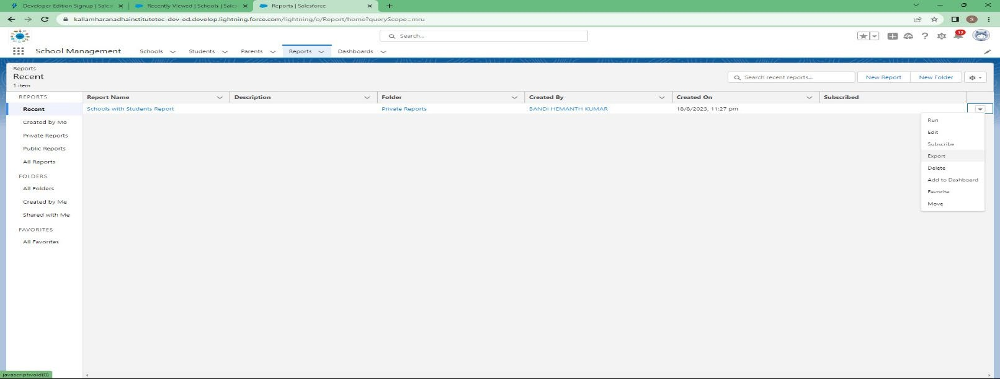 Developer Edition Signup | Sales
Recently Viewed | Schools | Sales
Reports | Salesforce
kallamharanadhainstitutetec-dev-ed.develop.lightning.force.com/lightning/o/Report/home?queryScope=mru
S
Search...
12
School Management
Schools
Students
Parents
Reports
Dashboards
Reports
Recent
1 item
Search recent reports...
New Report
New Folder
REPORTS
Report Name
Description
Folder
Created By
Created On
Subscribed
Recent
Schools with Students Report
Private Reports
BANDI HEMANTH KUMAR
18/8/2023, 11:27 pm
Created by Me
Private Reports
Public Reports
All Reports
FOLDERS
All Folders
Created by Me
Shared with Me
FAVORITES
All Favorites
Run
Edit
Subscribe
Export
Delete
Add to Dashboard
Favorite
Move
javascript:void(0)